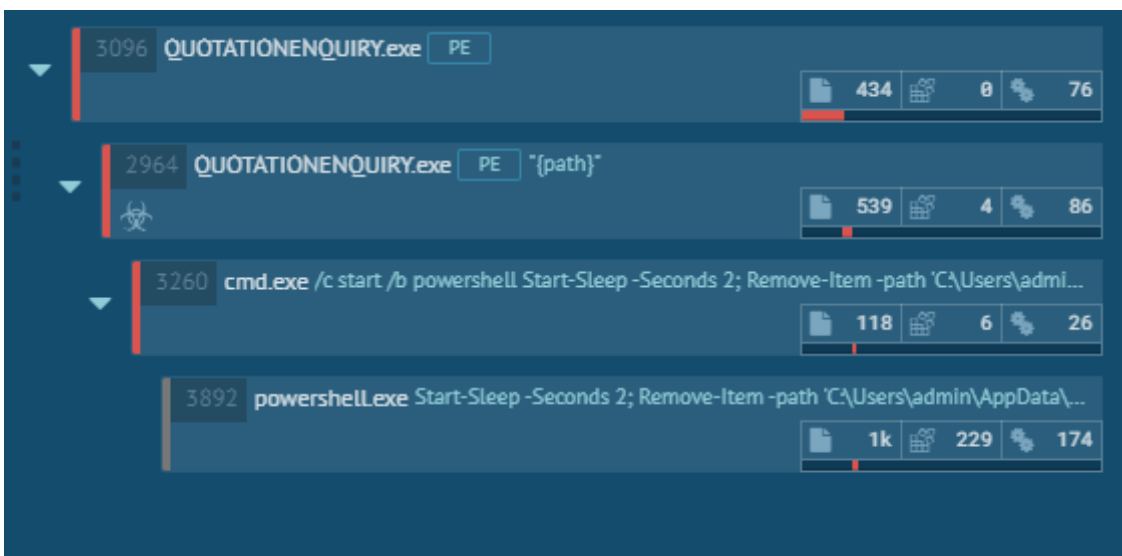 3096 QUOTATIONENQUIRY.exe PE
434 0 76
2964 QUOTATIONENQUIRY.exe PE "{path}"
539 4 86
3260 cmd.exe /c start /b powershell Start-Sleep -Seconds 2; Remove-Item -path 'C:\Users\admi...
118 6 26
3892 powershell.exe Start-Sleep -Seconds 2; Remove-Item -path 'C:\Users\admin\AppData\...
1k 229 174